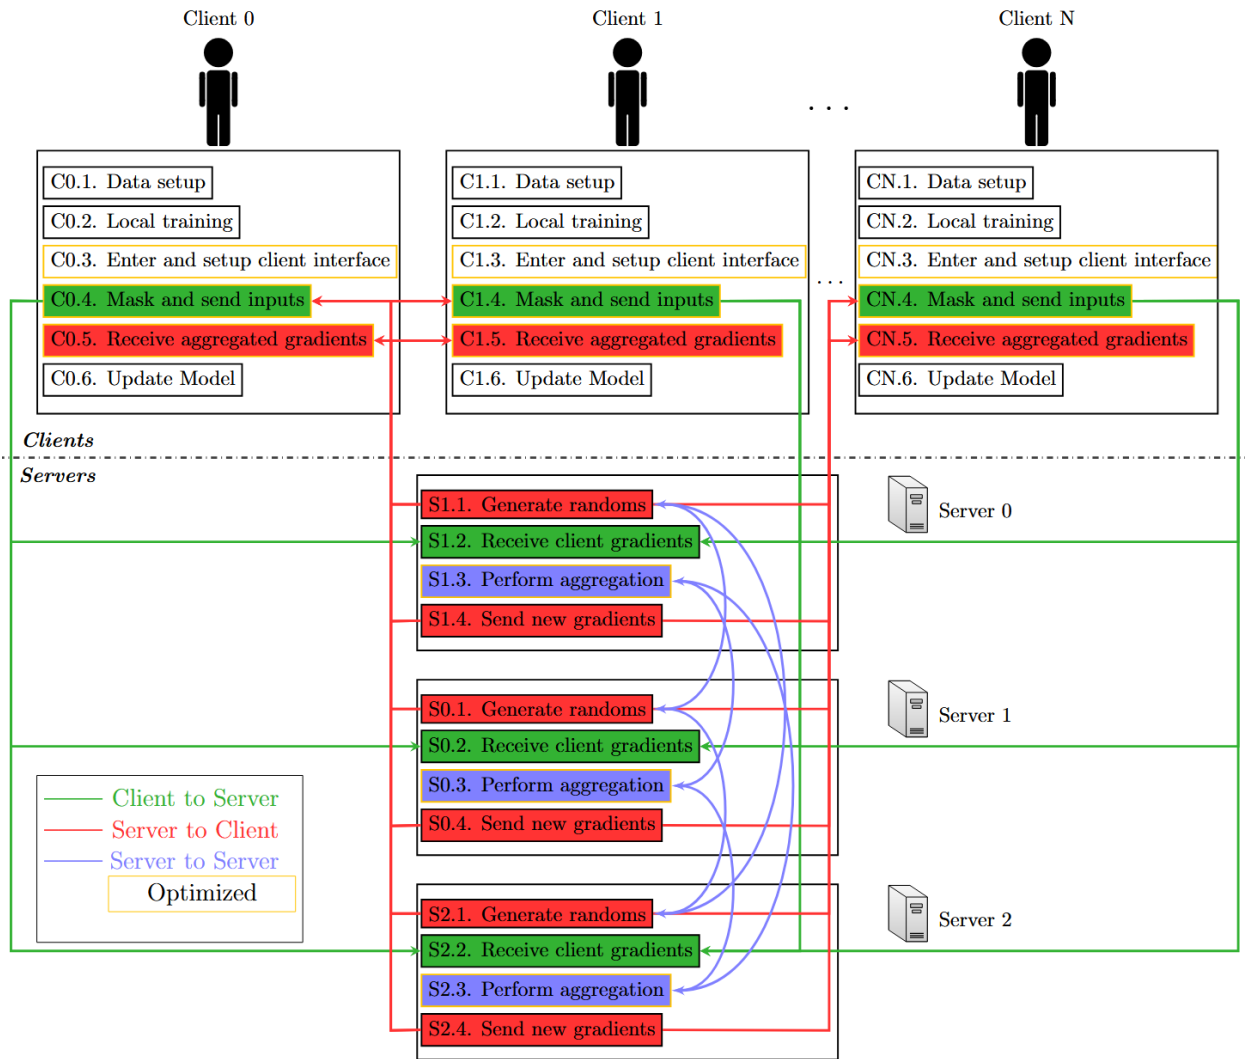 Client 0
Client 1
Client N
. . .
C0.1. Data setup
C0.2. Local training
C0.3. Enter and setup client interface
C0.4. Mask and send inputs
C0.5. Receive aggregated gradients
C0.6. Update Model
C1.1. Data setup
C1.2. Local training
C1.3. Enter and setup client interface
C1.4. Mask and send inputs
C1.5. Receive aggregated gradients
C1.6. Update Model
. . .
CN.1. Data setup
CN.2. Local training
CN.3. Enter and setup client interface
CN.4. Mask and send inputs
CN.5. Receive aggregated gradients
CN.6. Update Model
Clients
Servers
S1.1. Generate randoms
S1.2. Receive client gradients
S1.3. Perform aggregation
S1.4. Send new gradients
Server 0
S0.1. Generate randoms
S0.2. Receive client gradients
S0.3. Perform aggregation
S0.4. Send new gradients
Server 1
Client to Server
Server to Client
Server to Server
Optimized
S2.1. Generate randoms
S2.2. Receive client gradients
S2.3. Perform aggregation
S2.4. Send new gradients
Server 2